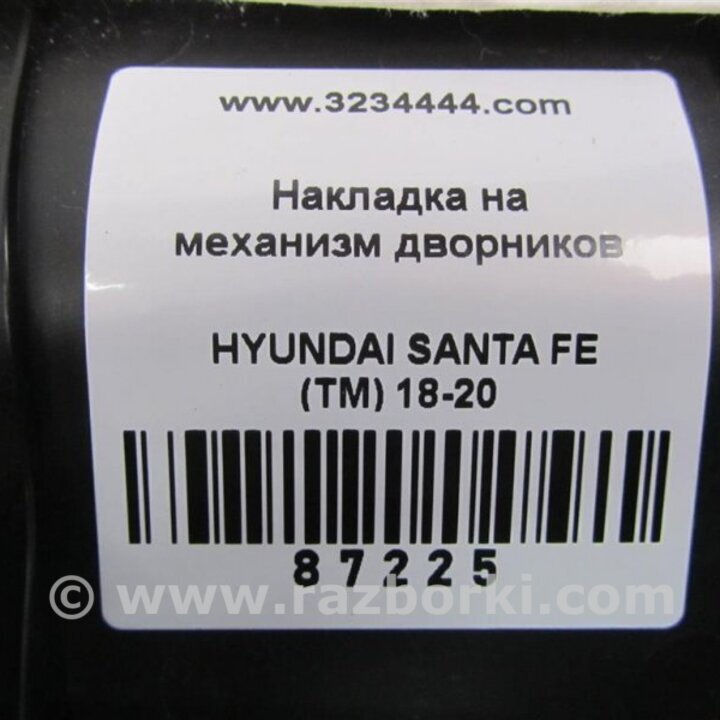 www.3234444.com
Накладка на
механизм дворников
HYUNDAI SANTA FE
(TM) 18-20
87225
© www.razborki.com